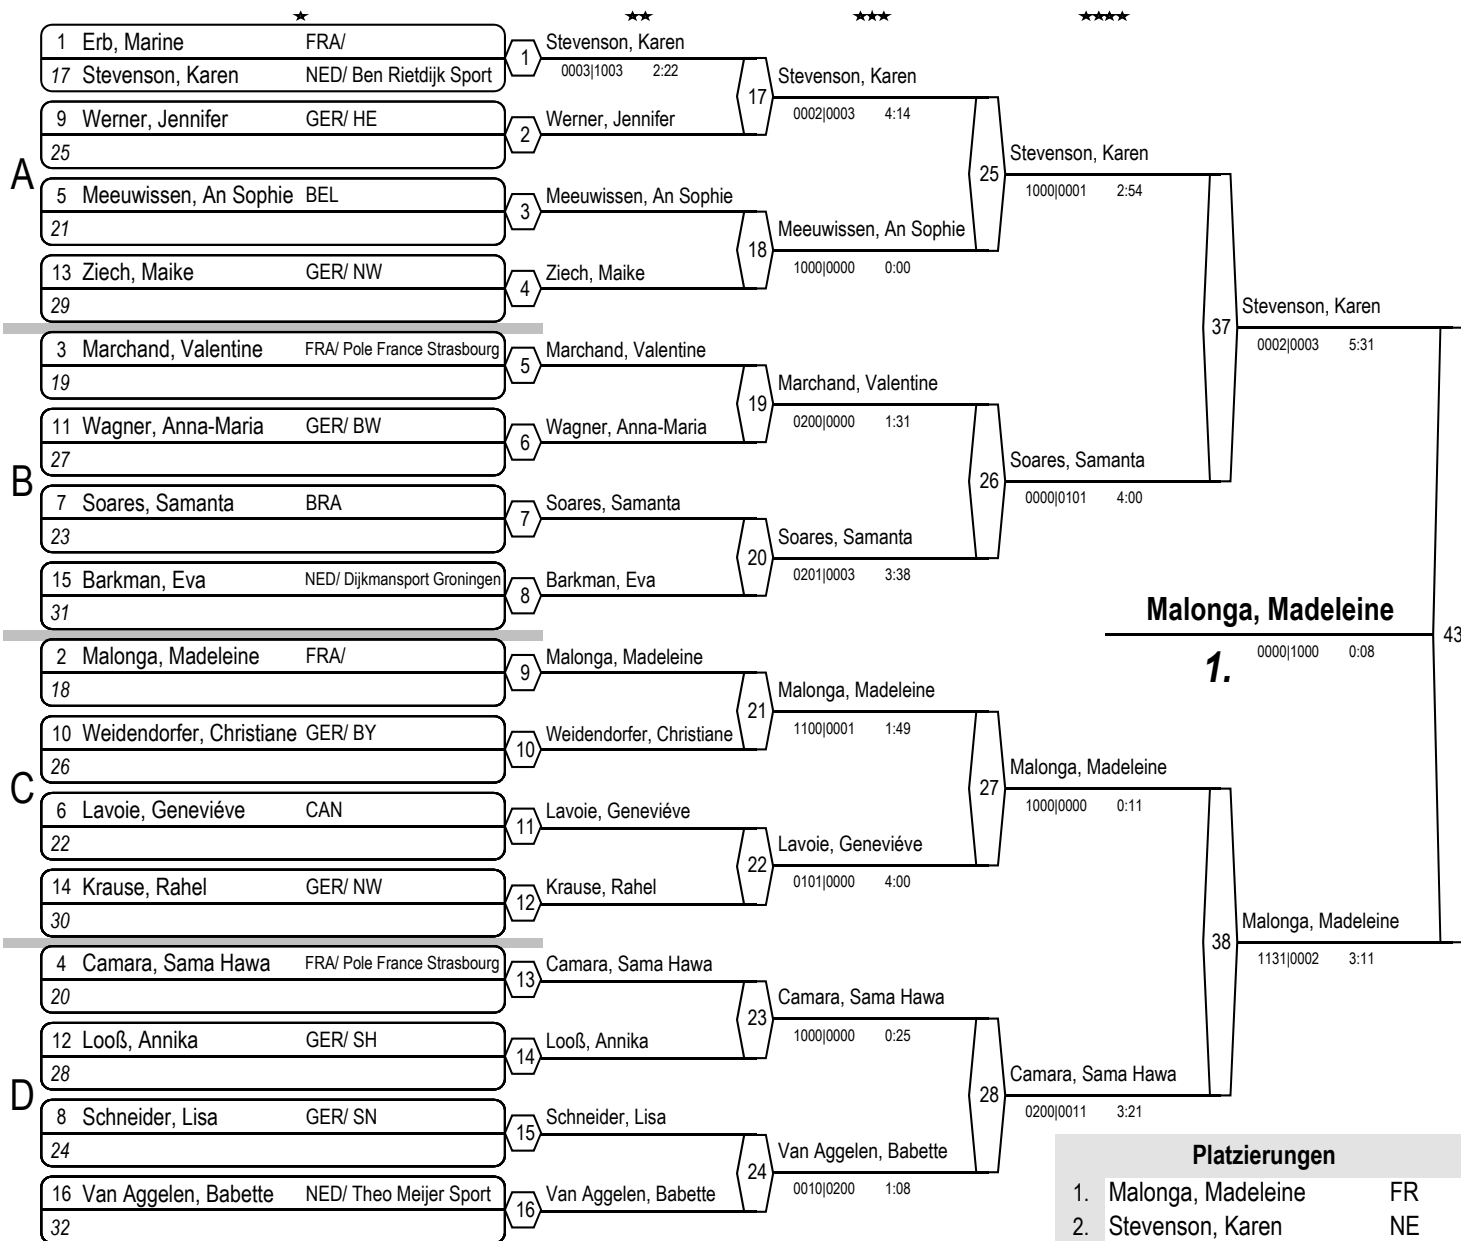 A
1 Erb, Marine FRA/
17 Stevenson, Karen NED/ Ben Rietdijk Sport
9 Werner, Jennifer GER/ HE
25
5 Meeuwissen, An Sophie BEL
21
13 Ziech, Maike GER/ NW
29
B
3 Marchand, Valentine FRA/ Pole France Strasbourg
19
11 Wagner, Anna-Maria GER/ BW
27
7 Soares, Samanta BRA
23
15 Barkman, Eva NED/ Dijkmansport Groningen
31
C
2 Malonga, Madeleine FRA/
18
10 Weidendorfer, Christiane GER/ BY
26
6 Lavoie, Geneviéve CAN
22
14 Krause, Rahel GER/ NW
30
D
4 Camara, Sama Hawa FRA/ Pole France Strasbourg
20
12 Looß, Annika GER/ SH
28
8 Schneider, Lisa GER/ SN
24
16 Van Aggelen, Babette NED/ Theo Meijer Sport
32
1 Stevenson, Karen
0003|1003 2:22
2 Werner, Jennifer
3 Meeuwissen, An Sophie
4 Ziech, Maike
5 Marchand, Valentine
6 Wagner, Anna-Maria
7 Soares, Samanta
8 Barkman, Eva
9 Malonga, Madeleine
10 Weidendorfer, Christiane
11 Lavoie, Geneviéve
12 Krause, Rahel
13 Camara, Sama Hawa
14 Looß, Annika
15 Schneider, Lisa
16 Van Aggelen, Babette
17 Stevenson, Karen
0002|0003 4:14
18 Meeuwissen, An Sophie
1000|0000 0:00
19 Marchand, Valentine
0200|0000 1:31
20 Soares, Samanta
0201|0003 3:38
21 Malonga, Madeleine
1100|0001 1:49
22 Lavoie, Geneviéve
0101|0000 4:00
23 Camara, Sama Hawa
1000|0000 0:25
24 Van Aggelen, Babette
0010|0200 1:08
25 Stevenson, Karen
1000|0001 2:54
26 Soares, Samanta
0000|0101 4:00
27 Malonga, Madeleine
1000|0000 0:11
28 Camara, Sama Hawa
0200|0011 3:21
37 Stevenson, Karen
0002|0003 5:31
38 Malonga, Madeleine
1131|0002 3:11
Malonga, Madeleine
43
1. 0000|1000 0:08
Platzierungen
1. Malonga, Madeleine FR
2. Stevenson, Karen NE